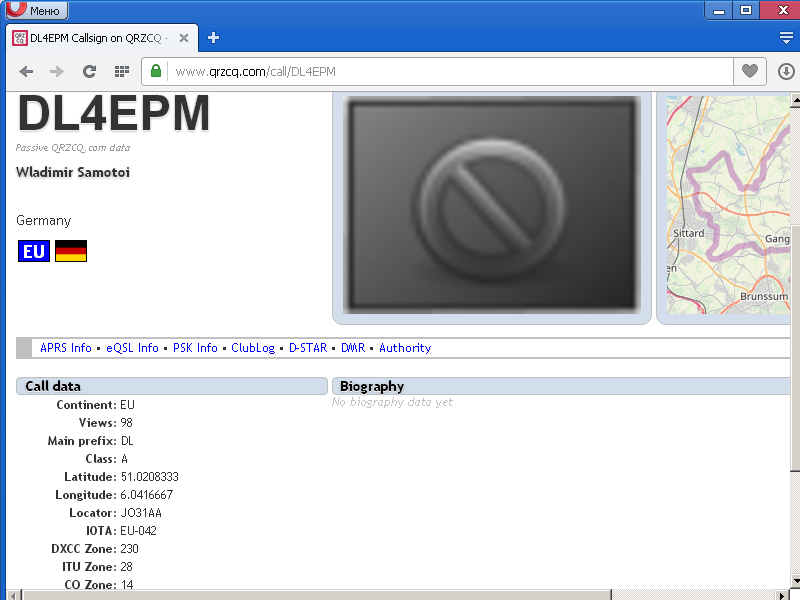 Меню
DL4EPM Callsign on QRZCQ -
www.qrzcq.com/call/DL4EPM
DL4EPM
Passive QRZCQ.com data
Wladimir Samotoi
Germany
EU
Sittard
Gang
en
Brunssum
APRS Info • eQSL Info • PSK Info • ClubLog • D-STAR • DMR • Authority
Call data
Continent: EU
Views: 98
Main prefix: DL
Class: A
Latitude: 51.0208333
Longitude: 6.0416667
Locator: JO31AA
IOTA: EU-042
DXCC Zone: 230
ITU Zone: 28
CQ Zone: 14
Biography
No biography data yet